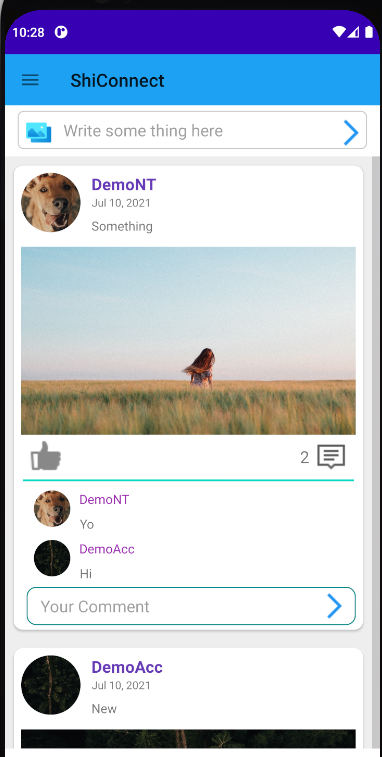 10:28
ShiConnect
Write some thing here
DemoNT
Jul 10, 2021
Something
2
DemoNT
Yo
DemoAcc
Hi
Your Comment
DemoAcc
Jul 10, 2021
New